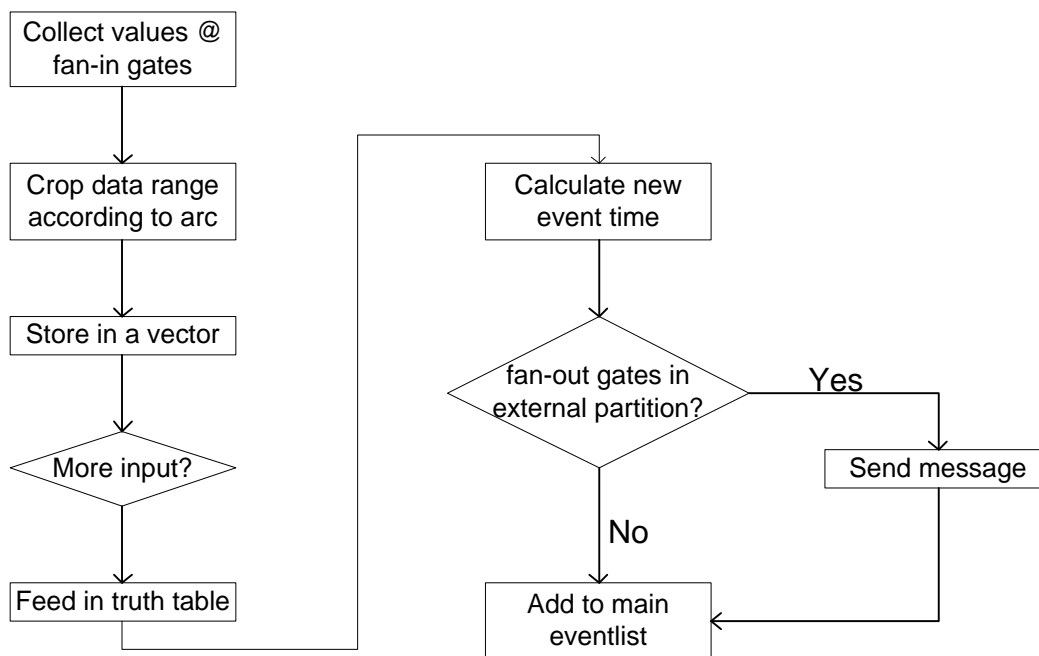 Collect values @
fan-in gates
Crop data range
according to arc
Store in a vector
More input?
Feed in truth table
Calculate new
event time
fan-out gates in
external partition?
Yes
Send message
No
Add to main
eventlist